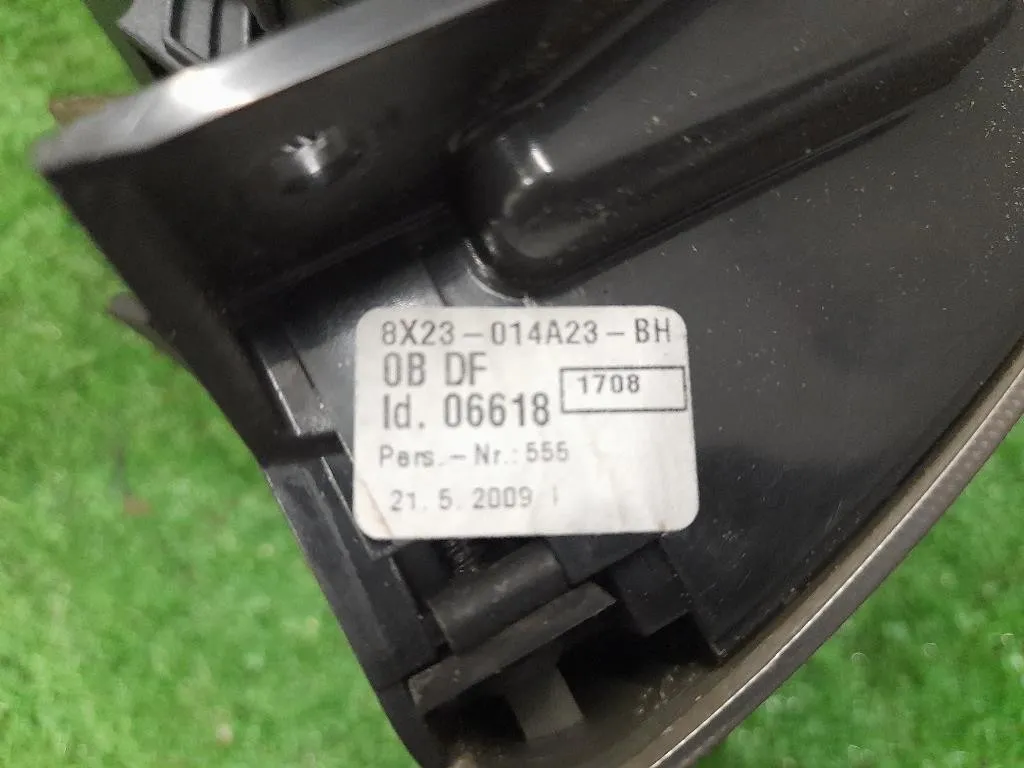 8X23-014A23-BH
0B DF
1708
Id. 06618
Pers.-Nr.: 555
21. 5. 2009